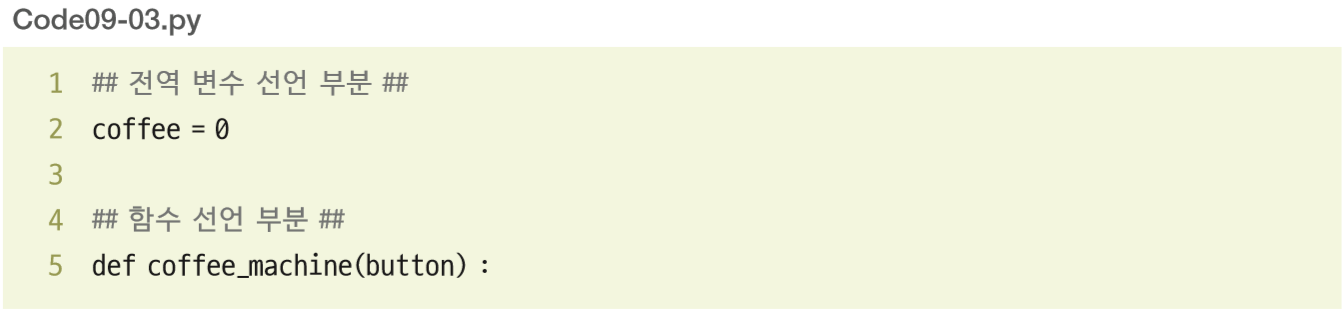 Code09-03.py
1 ## 전역 변수 선언 부분 ##
2 coffee = 0
3
4 ## 함수 선언 부분 ##
5 def coffee_machine(button) :